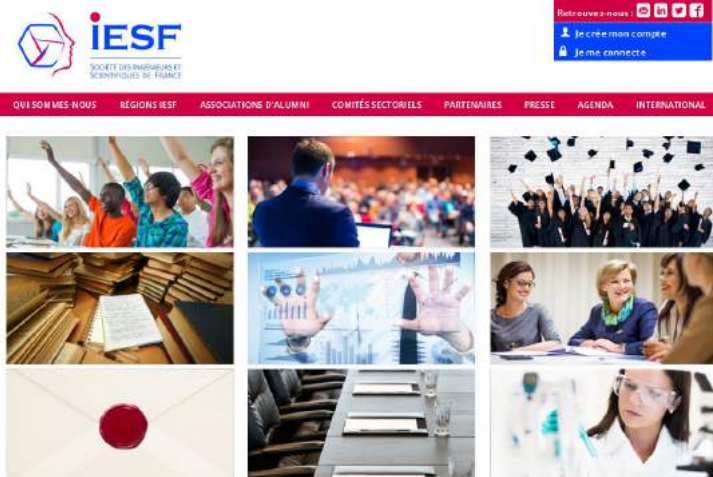 Retrouvez-nous :
iESF
SOCIÉTÉ DES INGÉNIEURS ET
SCIENTIFIQUES DE FRANCE
Je crée mon compte
Je me connecte
QUI SOMMES-NOUS RÉGIONS IESF ASSOCIATIONS D'ALUMNI COMITÉS SECTORIELS PARTENAIRES PRESSE AGENDA INTERNATIONAL